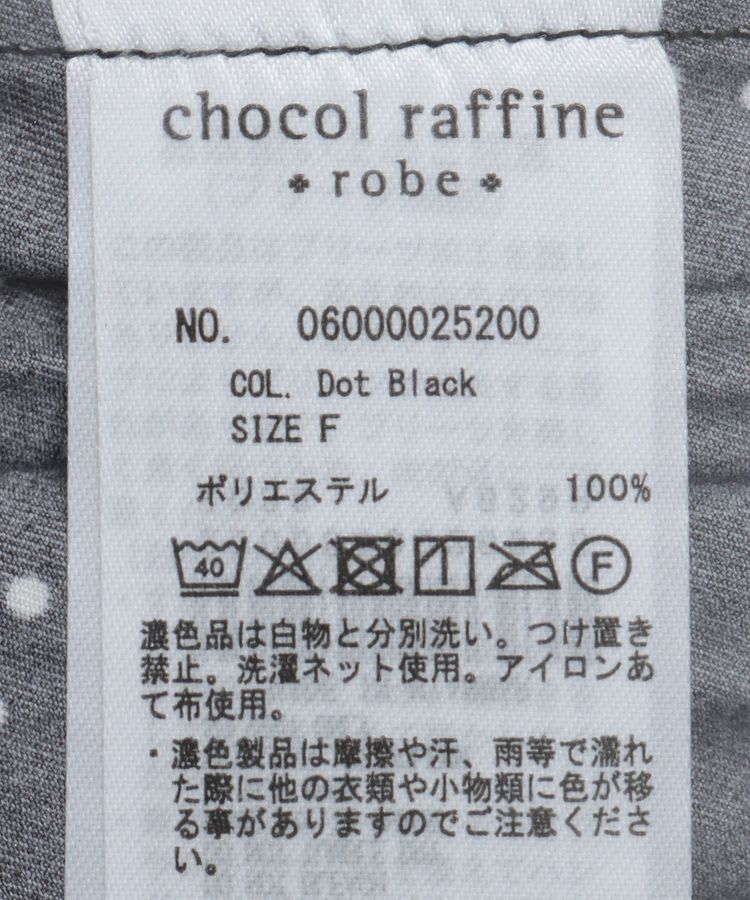 chocol raffine
robe
NO. 06000025200
COL. Dot Black
SIZE F
ポリエステル 100%
40
F
濃色品は白物と分別洗い。つけ置き
禁止。洗濯ネット使用。アイロンあ
て布使用。
・濃色製品は摩擦や汗、雨等で濡れ
た際に他の衣類や小物類に色が移
る事がありますのでご注意くださ
い。